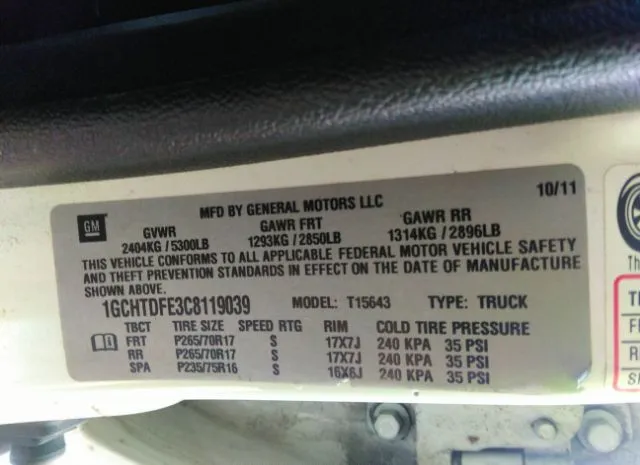 GM
MFD BY GENERAL MOTORS LLC
10/11
GVWR GAWR FRT GAWR RR
2404KG / 5300LB 1293KG / 2850LB 1314KG / 2896LB
THIS VEHICLE CONFORMS TO ALL APPLICABLE FEDERAL MOTOR VEHICLE SAFETY
AND THEFT PREVENTION STANDARDS IN EFFECT ON THE DATE OF MANUFACTURE
SHOWN ABOVE.
1GCHTDFE3C8119039 MODEL: T15643 TYPE: TRUCK
TBCT TIRE SIZE SPEED RTG RIM COLD TIRE PRESSURE
FRT P265/70R17 S 17X7J 240 KPA 35 PSI
RR P265/70R17 S 17X7J 240 KPA 35 PSI
SPA P235/75R16 S 16X6J 240 KPA 35 PSI